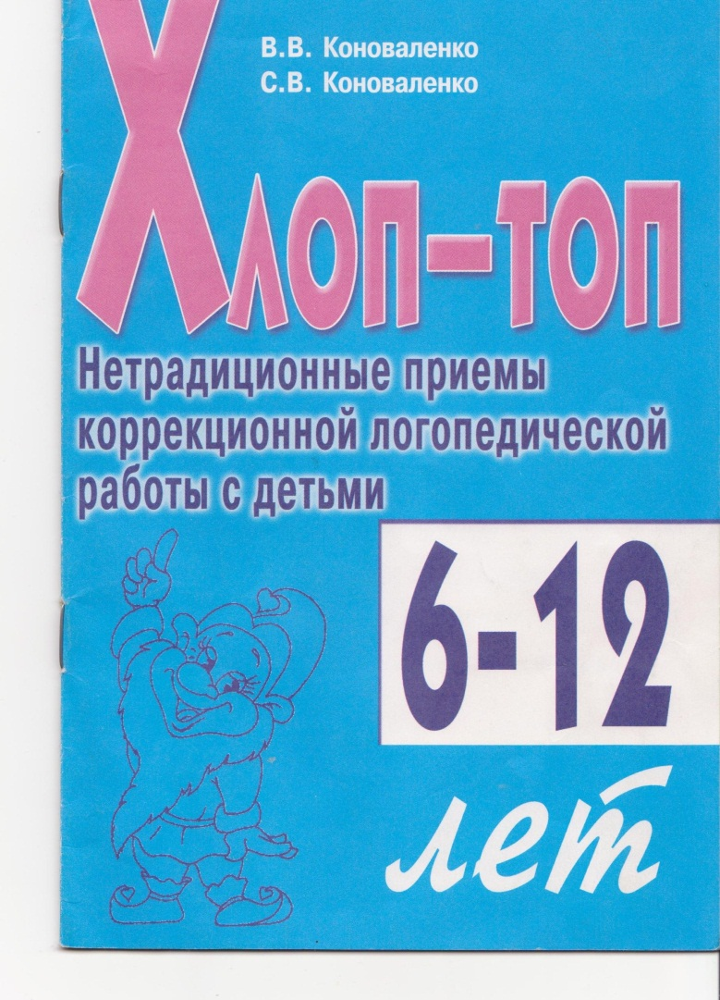 В.В. Коноваленко
С.В. Коноваленко
Хлоп-топ
Нетрадиционные приемы
коррекционной логопедической
работы с детьми
6-12
лет